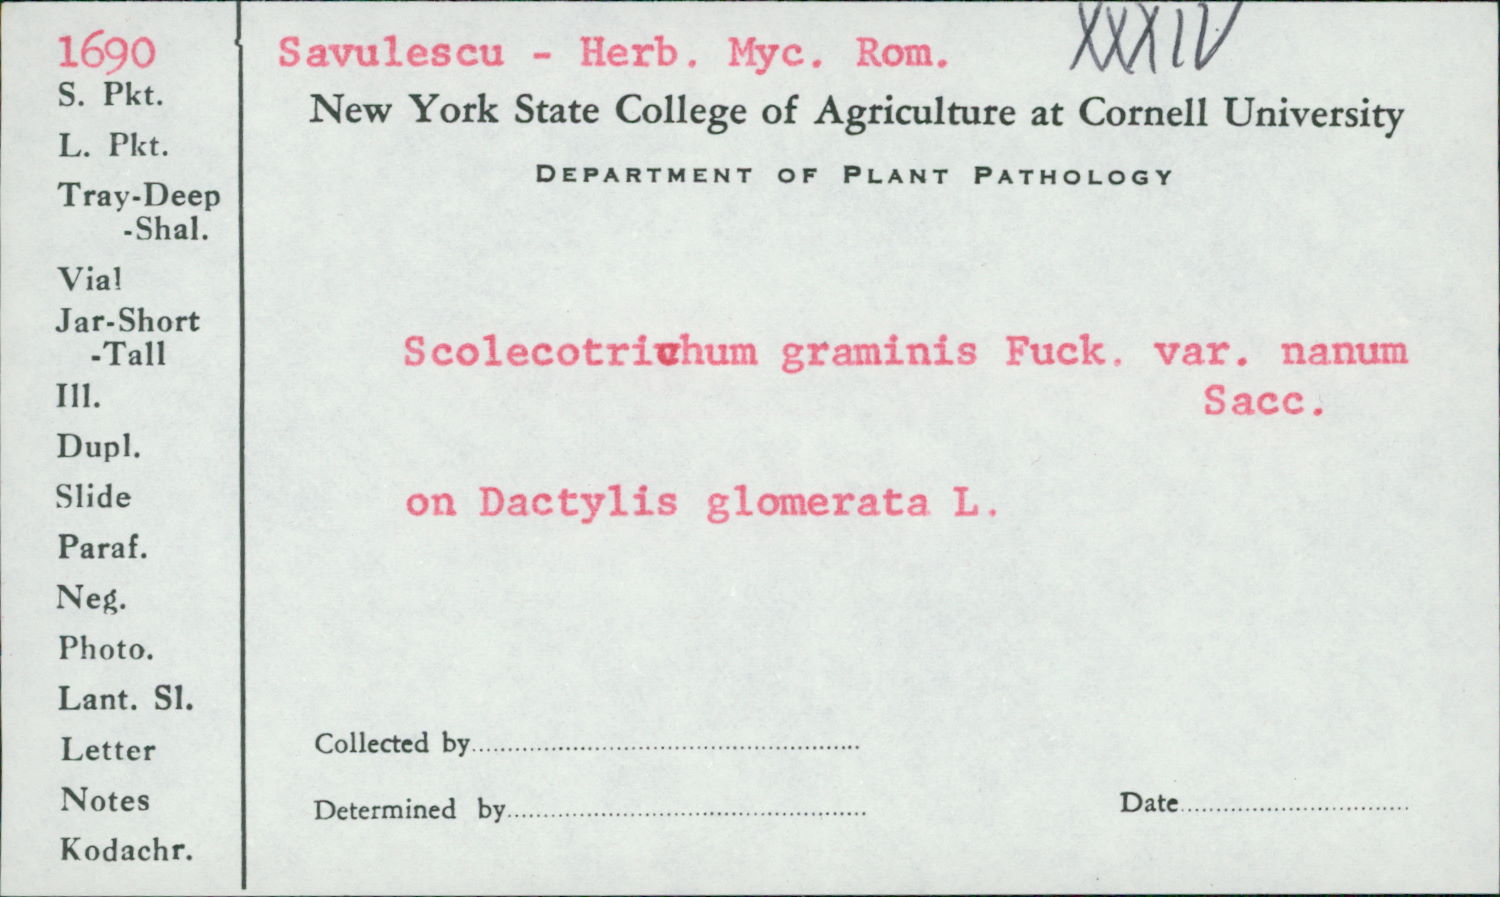 1690
Savulescu - Herb. Myc. Rom. XXXIV
New York State College of Agriculture at Cornell University
DEPARTMENT OF PLANT PATHOLOGY
S. Pkt.
L. Pkt.
Tray-Deep
-Shal.
Vial
Jar-Short
-Tall
Ill.
Dupl.
Slide
Paraf.
Neg.
Photo.
Lant. Sl.
Letter
Notes
Kodachr.
Scolecotrichum graminis Fuck. var. nanum
Sacc.
on Dactylis glomerata L.
Collected by
Determined by
Date